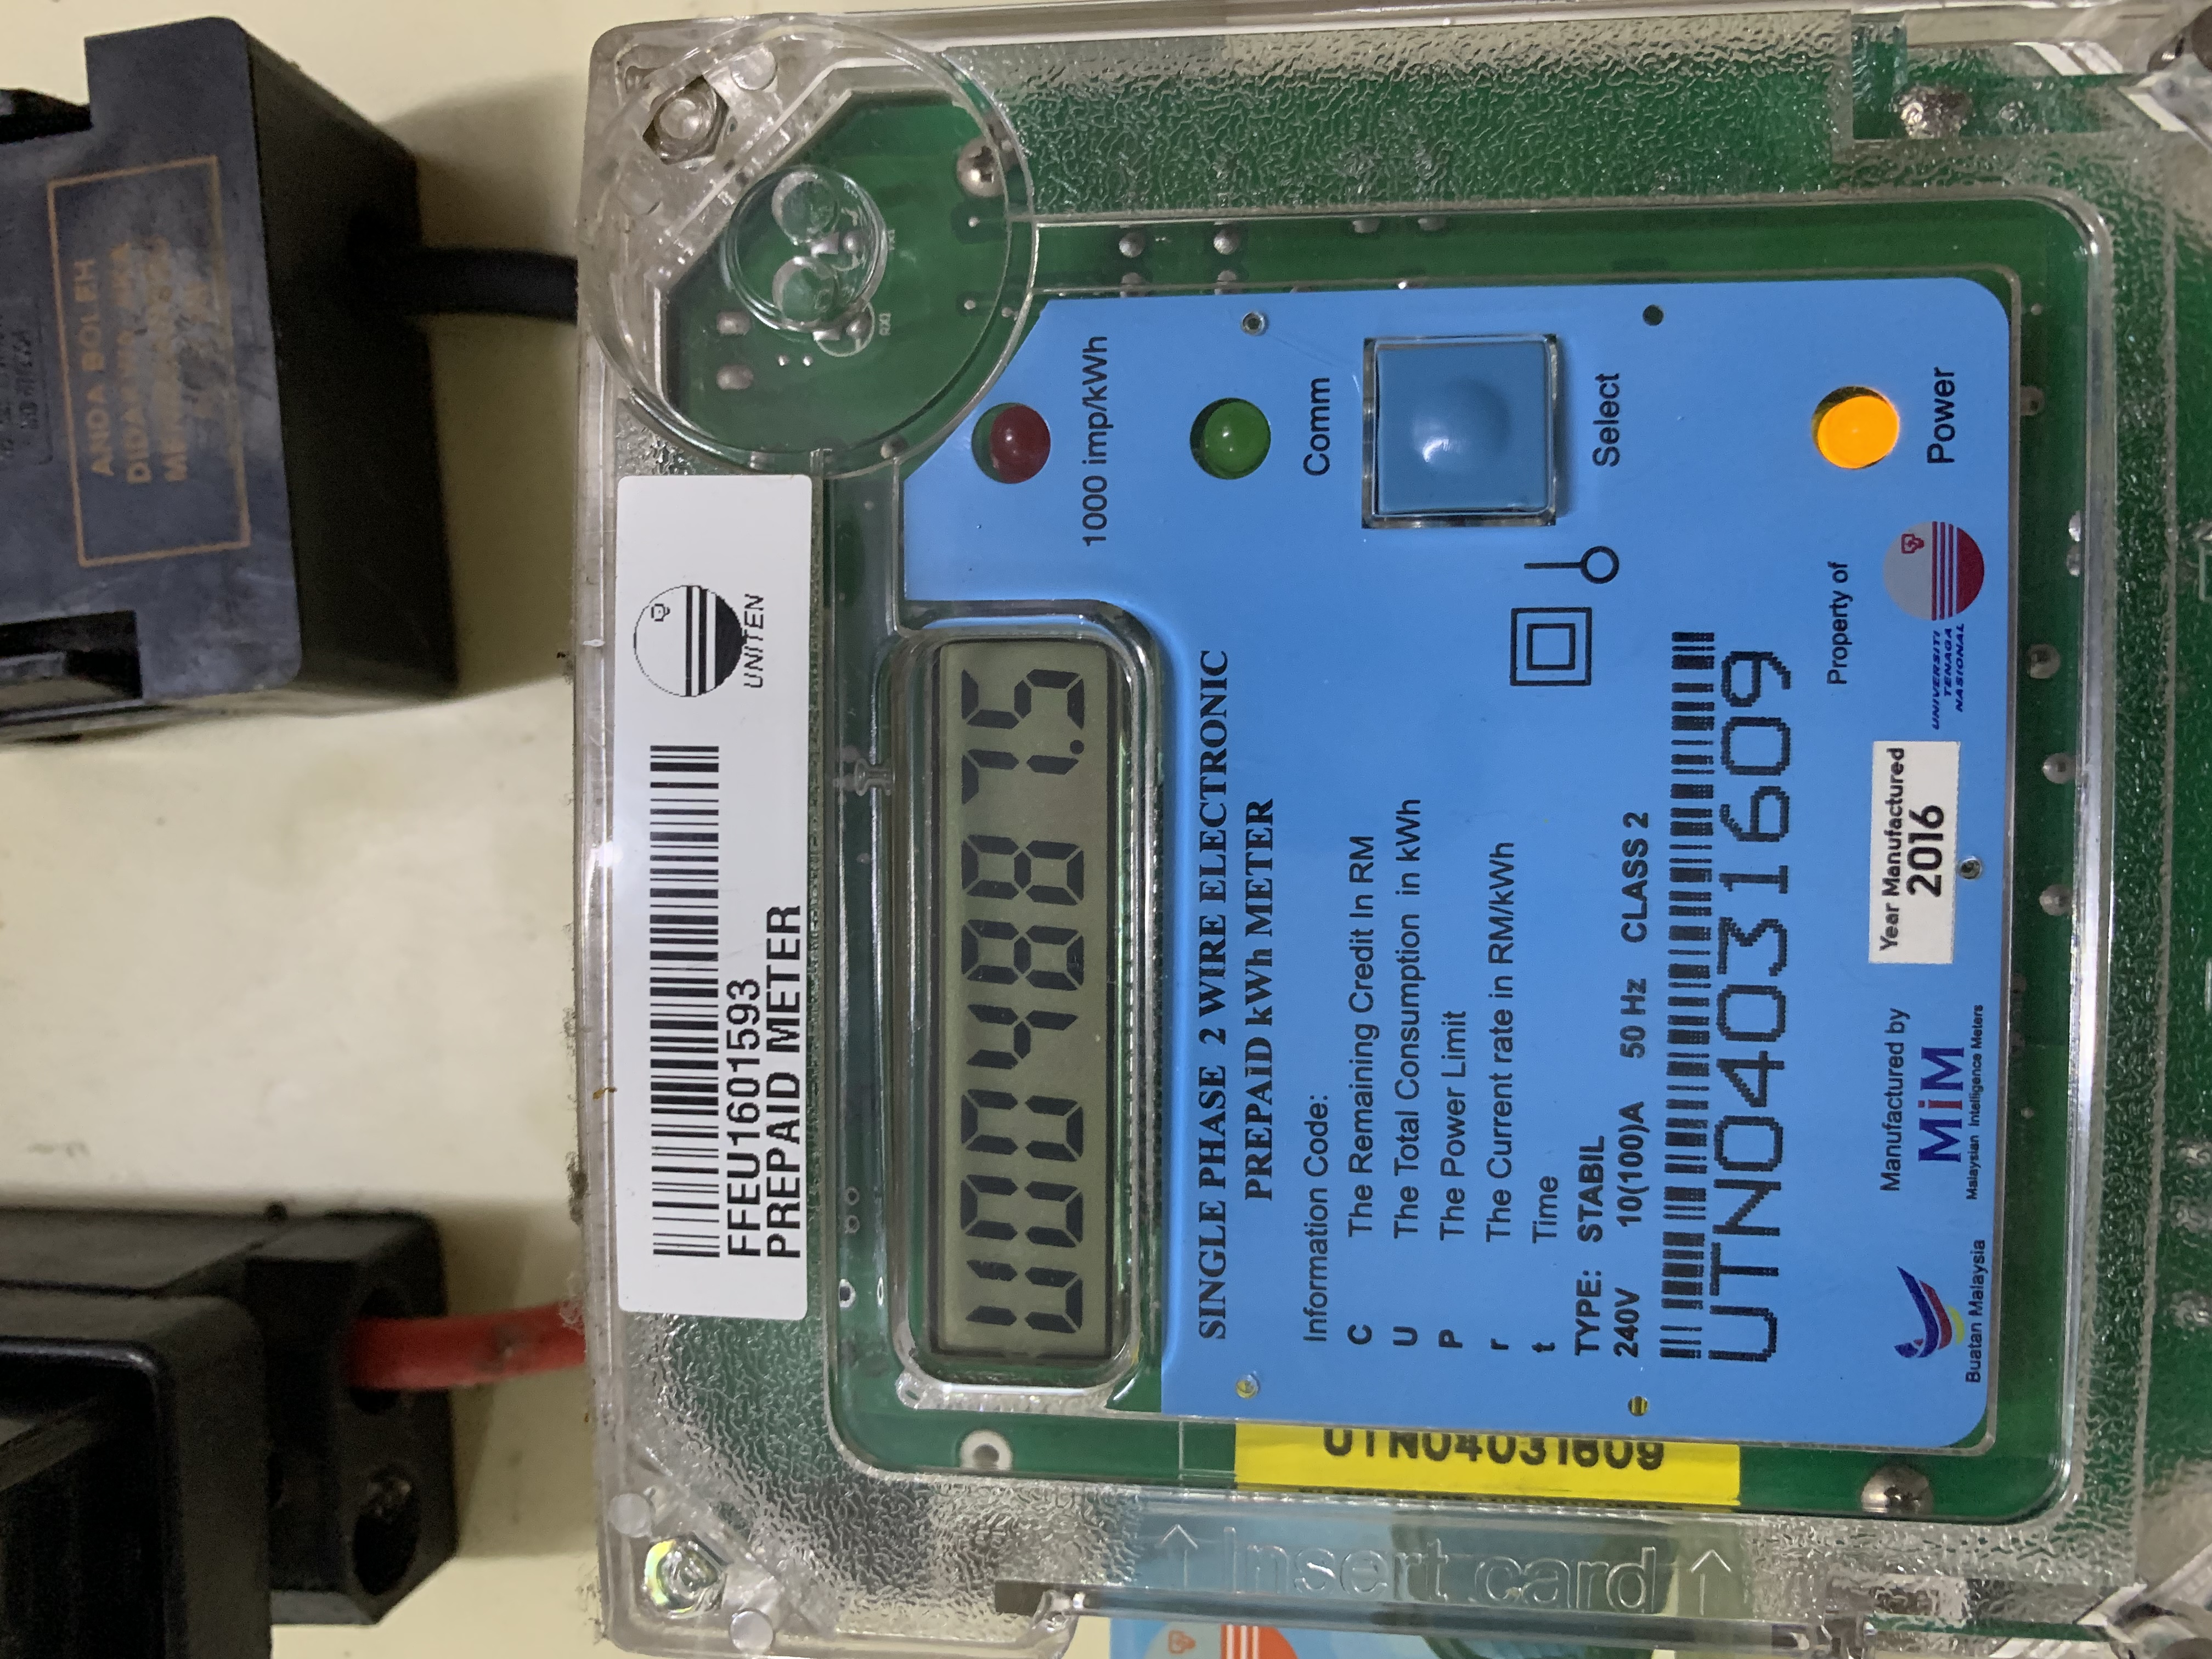 ANDA BOLEH
FFEU1601593
PREPAID METER
UNITEN
U004887.5
1000 imp/kWh
SINGLE PHASE 2 WIRE ELECTRONIC
PREPAiD kWh METER
Comm
Information Code:
C The Remaining Credit In RM
U The Total Consumption in kWh
P The Power Limit
r The Current rate in RM/kWh
t Time
TYPE: STABIL
240V 10(100)A 50 Hz CLASS 2
Select
UTN04031609
UTN04031609
Insert card
Property of
UNIVERSITI
TENAGA
NASIONAL
Manufactured by
MiM
Malaysian Intelligence Meters
Year Manufactured
2016
Buatan Malaysia
Power